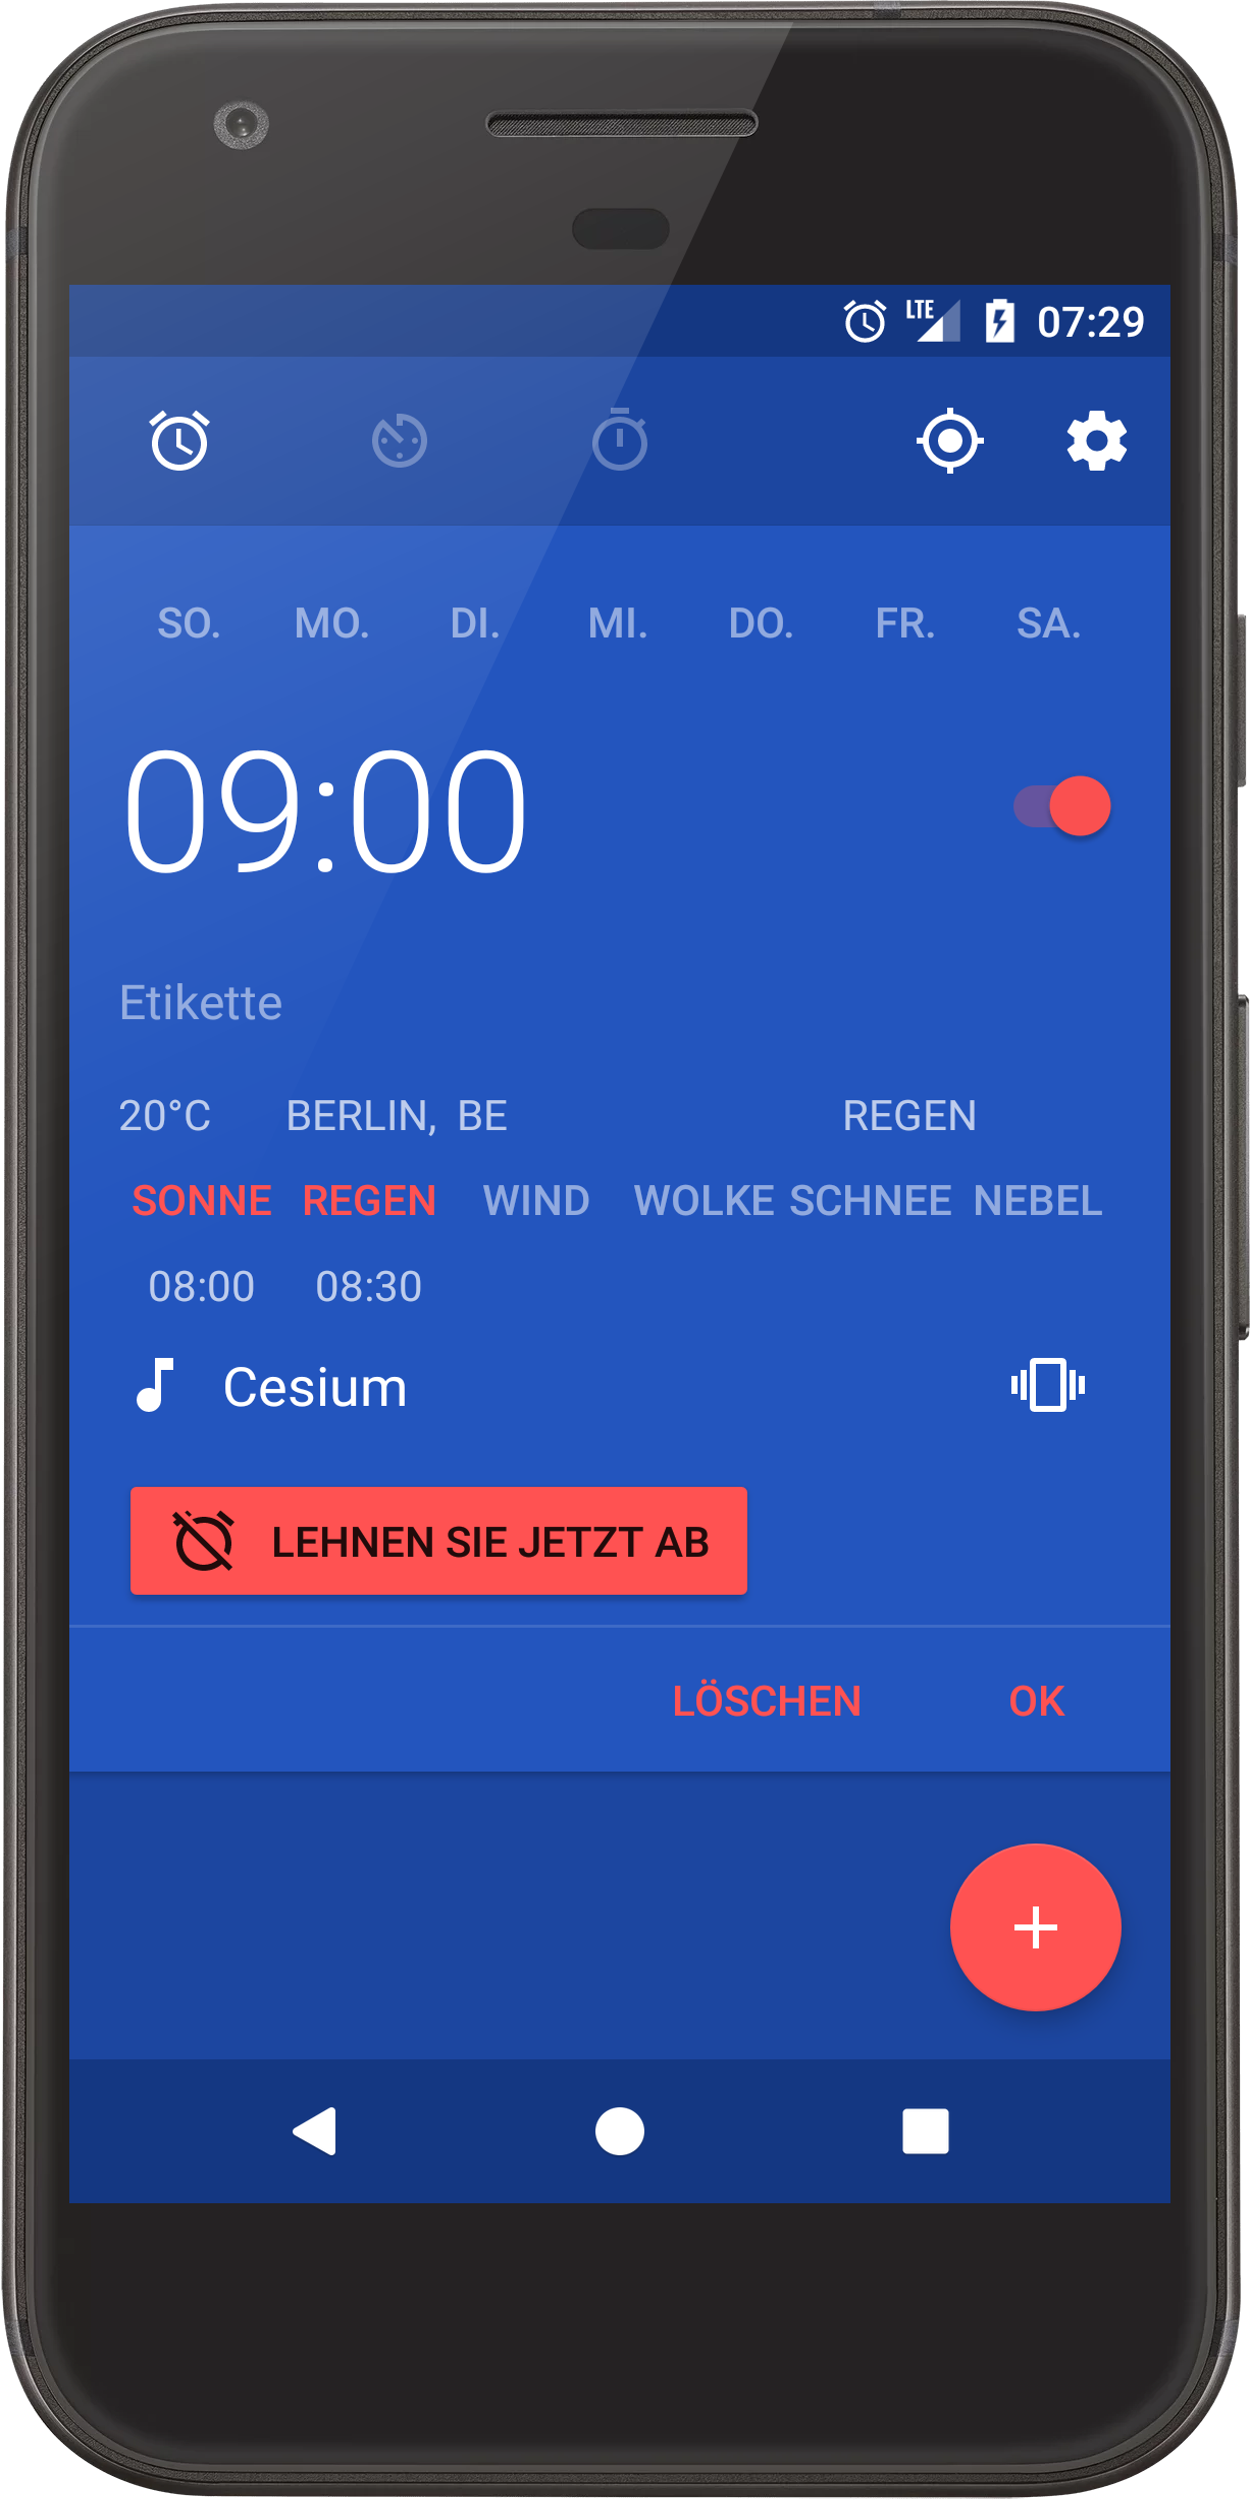 LTE 07:29
SO. MO. DI. MI. DO. FR. SA.
09:00
Etikette
20°C BERLIN, BE REGEN
SONNE REGEN WIND WOLKE SCHNEE NEBEL
08:00 08:30
Cesium
LEHNEN SIE JETZT AB
LÖSCHEN OK